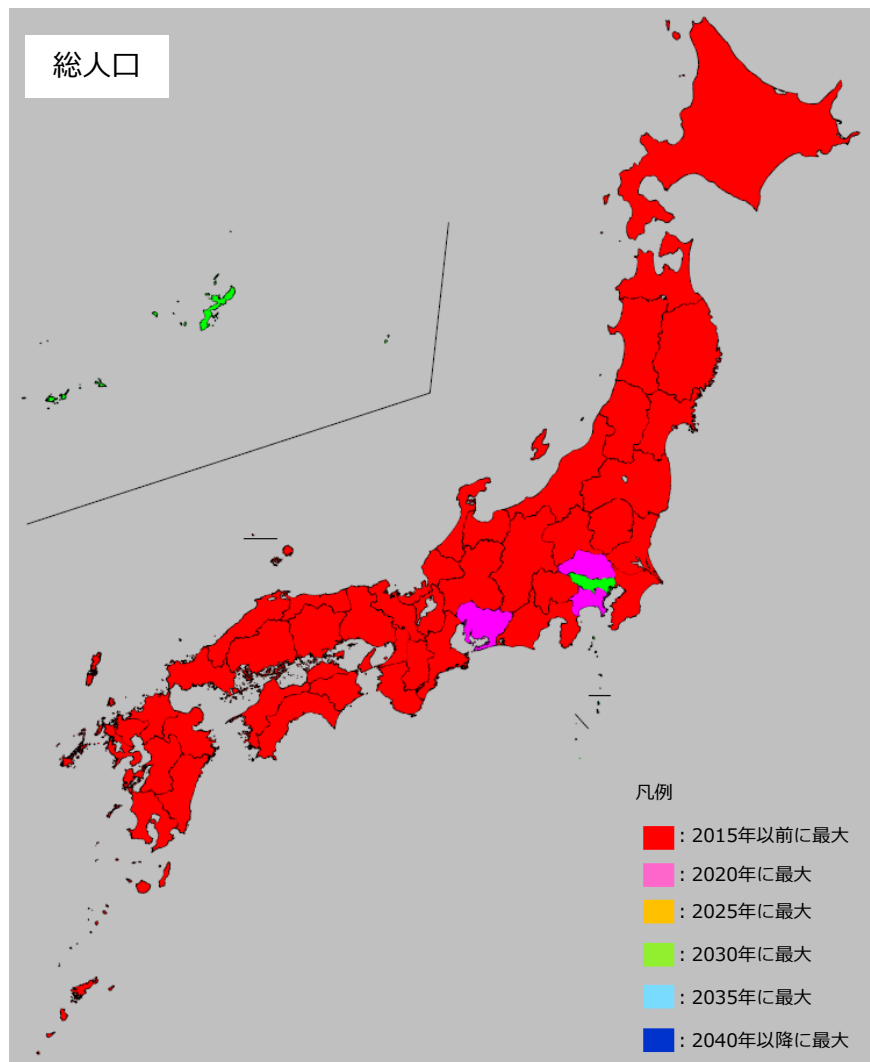 総人口
凡例
：2015年以前に最大
：2020年に最大
：2025年に最大
：2030年に最大
：2035年に最大
：2040年以降に最大